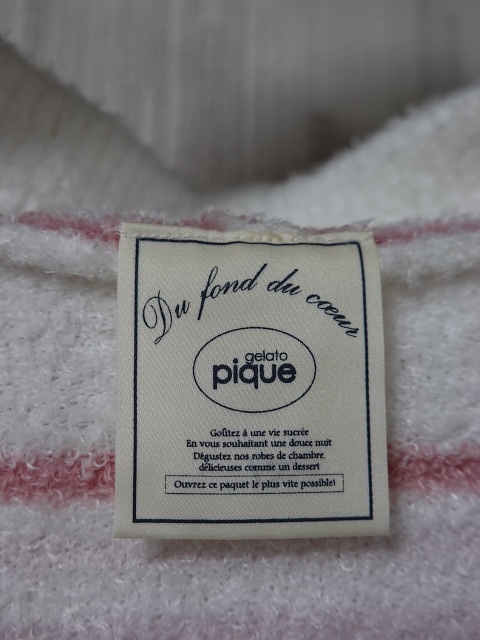 Du fond du cœur
gelato
pique
Goûtez à une vie sucrée
En vous souhaitant une douce nuit
Dégustez nos robes de chambre,
délicieuses comme un dessert
Ouvrez ce paquet le plus vite possible!